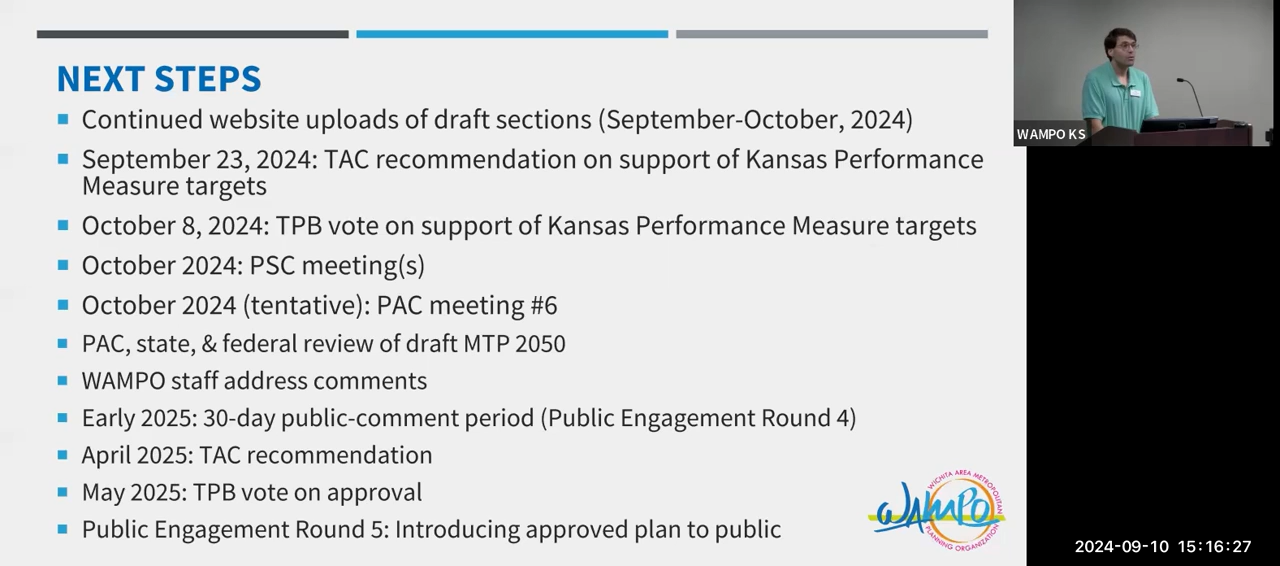 NEXT STEPS
Continued website uploads of draft sections (September-October, 2024)
September 23, 2024: TAC recommendation on support of Kansas Performance
Measure targets
October 8, 2024: TPB vote on support of Kansas Performance Measure targets
October 2024: PSC meeting(s)
October 2024 (tentative): PAC meeting #6
PAC, state, & federal review of draft MTP 2050
WAMPO staff address comments
Early 2025: 30-day public-comment period (Public Engagement Round 4)
April 2025: TAC recommendation
May 2025: TPB vote on approval
Public Engagement Round 5: Introducing approved plan to public
WICHITA AREA METROPOLITAN
WAMPO
PLANNING ORGANIZATION
WAMPO KS
2024-09-10 15:16:27